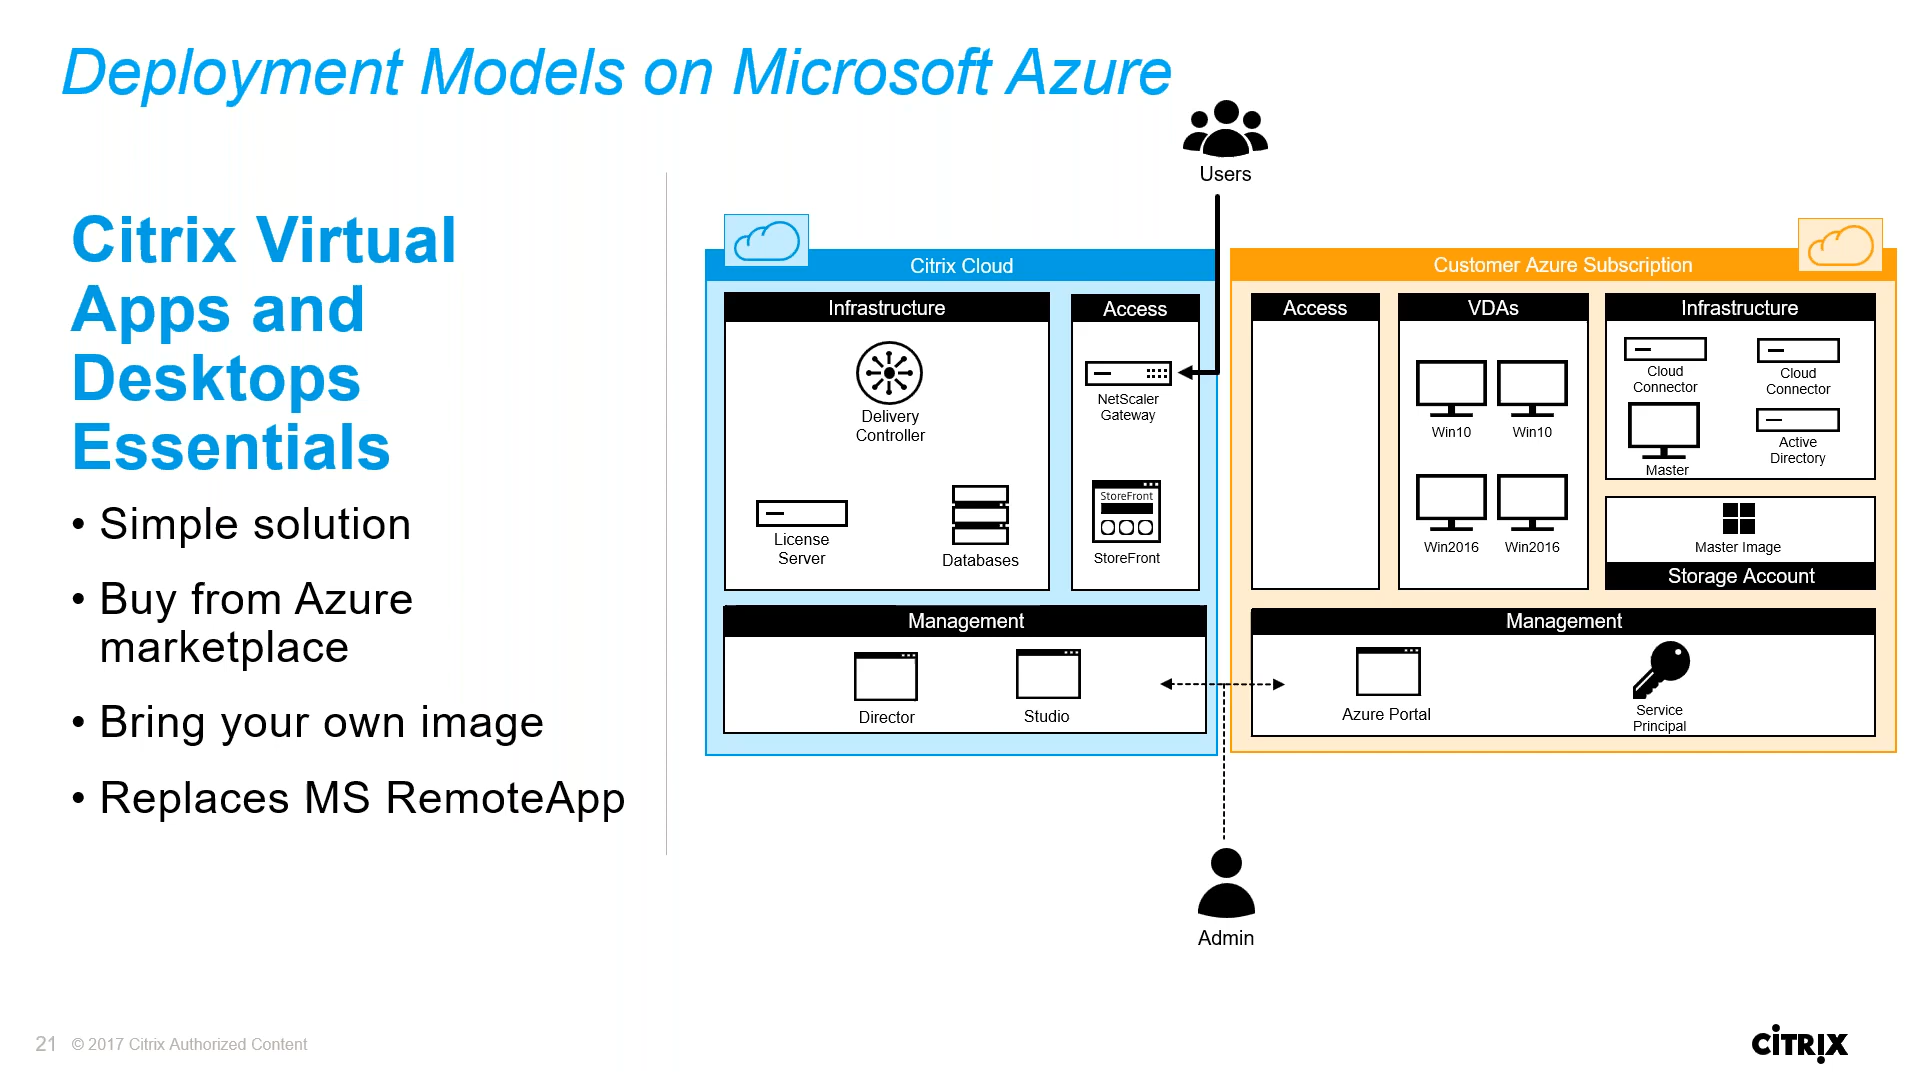 Deployment Models on Microsoft Azure
Users
Citrix Virtual
Apps and
Desktops
Essentials
• Simple solution
• Buy from Azure
marketplace
• Bring your own image
• Replaces MS RemoteApp
Citrix Cloud
Infrastructure
Delivery
Controller
License
Server
Databases
Access
NetScaler
Gateway
StoreFront
StoreFront
Management
Director
Studio
Customer Azure Subscription
Access
VDAs
Win10
Win10
Win2016
Win2016
Infrastructure
Cloud
Connector
Cloud
Connector
Master
Active
Directory
Master Image
Storage Account
Management
Azure Portal
Service
Principal
Admin
21 © 2017 Citrix Authorized Content
CITRIX